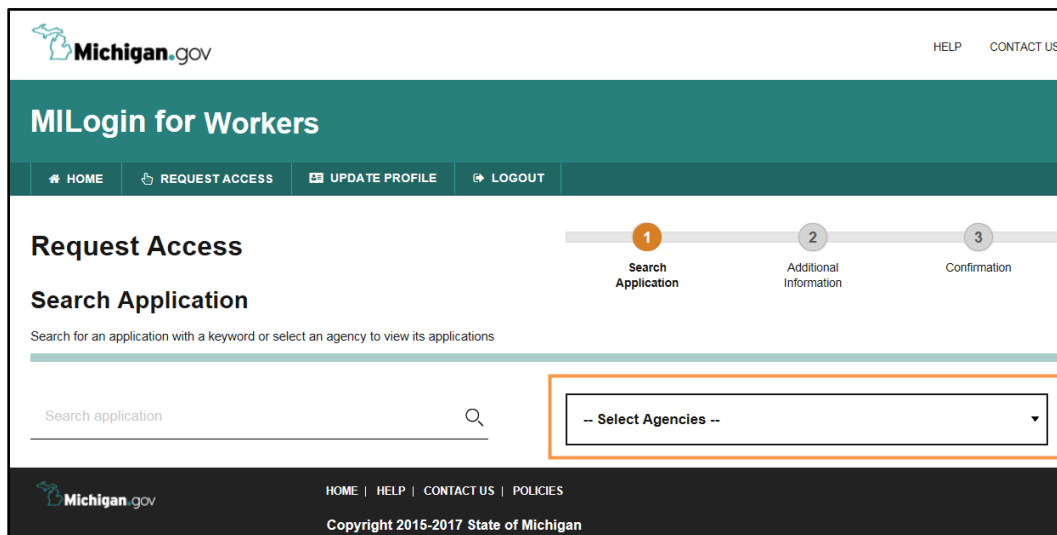 Michigan.gov
HELP CONTACT US
MILogin for Workers
HOME REQUEST ACCESS UPDATE PROFILE LOGOUT
Request Access
1 2 3
Search Application
Additional Information
Confirmation
Search Application
Search for an application with a keyword or select an agency to view its applications
Search application
-- Select Agencies --
Michigan.gov
HOME | HELP | CONTACT US | POLICIES
Copyright 2015-2017 State of Michigan